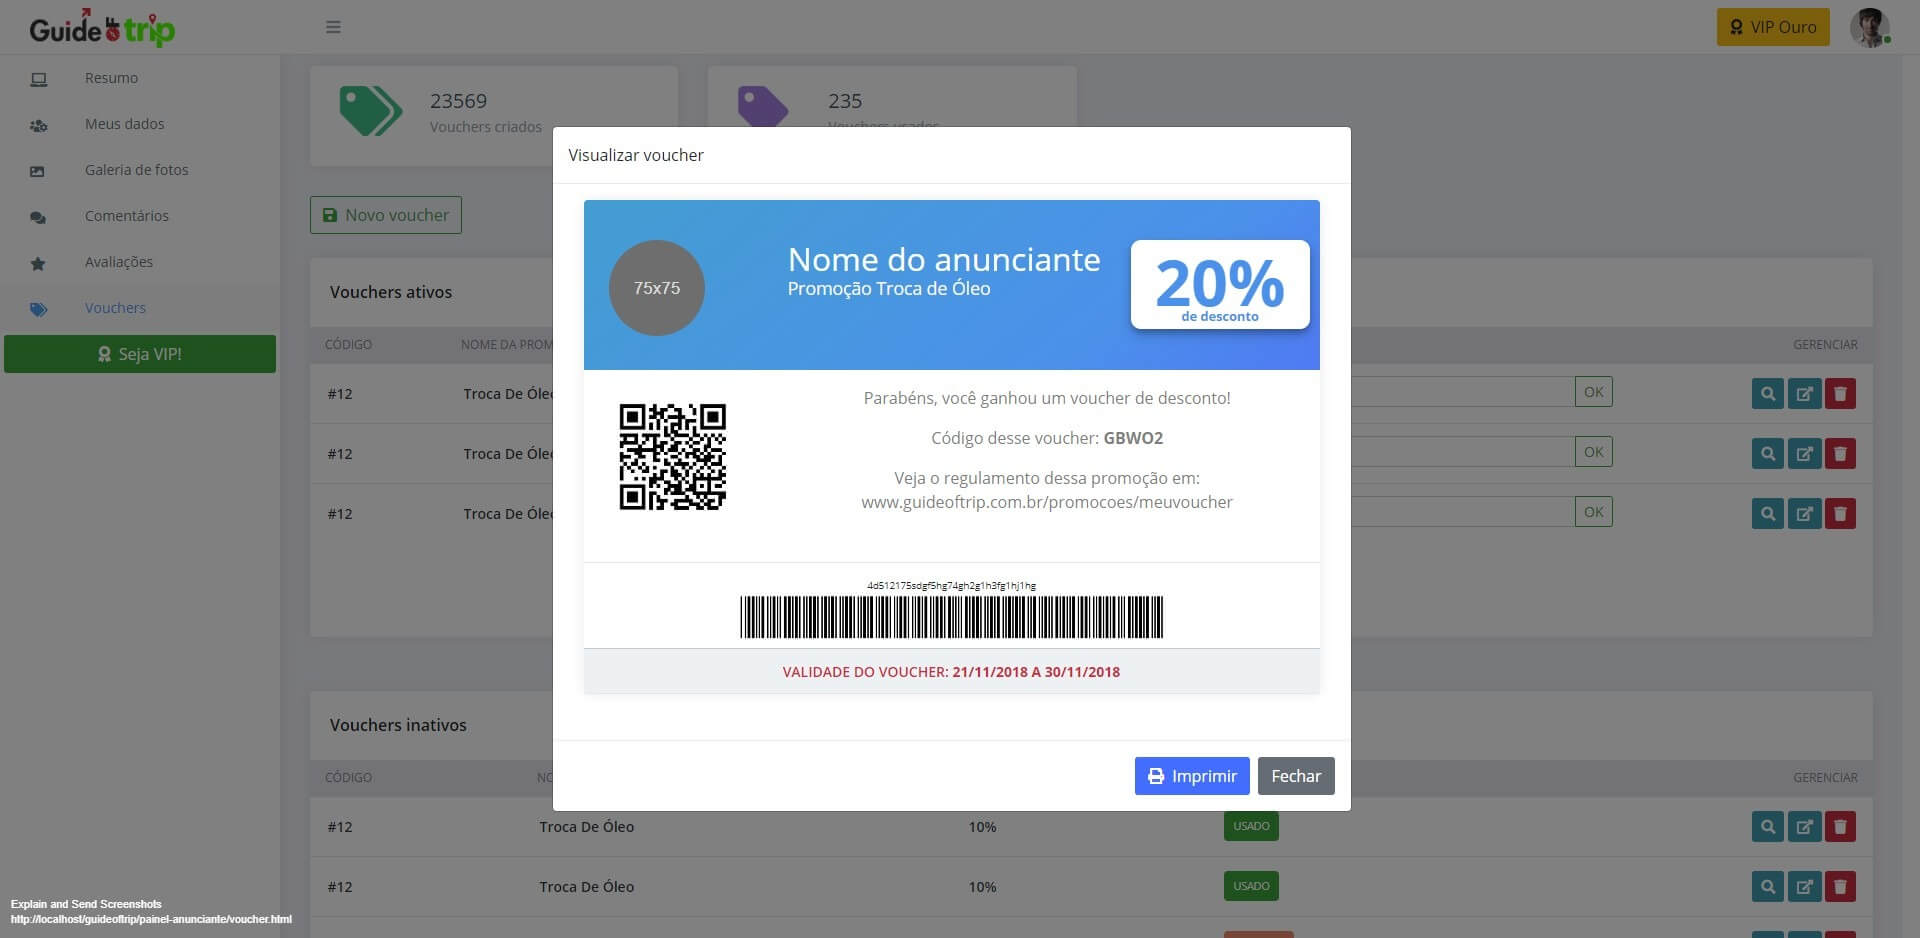 Guide OF trip
VIP Ouro
Resumo
Meus dados
Galeria de fotos
Comentários
Avaliações
Vouchers
Seja VIP!
23569
Vouchers criados
235
Vouchers usados
Novo voucher
Vouchers ativos
CÓDIGO
NOME DA PROM
GERENCIAR
#12
Troca De Óleo
OK
#12
Troca De Óleo
OK
#12
Troca De Óleo
OK
Visualizar voucher
75x75
Nome do anunciante
Promoção Troca de Óleo
20%
de desconto
Parabéns, você ganhou um voucher de desconto!
Código desse voucher: GBWO2
Veja o regulamento dessa promoção em:
www.guideoftrip.com.br/promocoes/meuvoucher
4d512175sdgf5hg74gh2g1h3fg1hj1hg
VALIDADE DO VOUCHER: 21/11/2018 A 30/11/2018
Imprimir
Fechar
Vouchers inativos
CÓDIGO
NO
GERENCIAR
#12
Troca De Óleo
10%
USADO
#12
Troca De Óleo
10%
USADO
Explain and Send Screenshots
http://localhost/guideoftrip/painel-anunciante/voucher.html